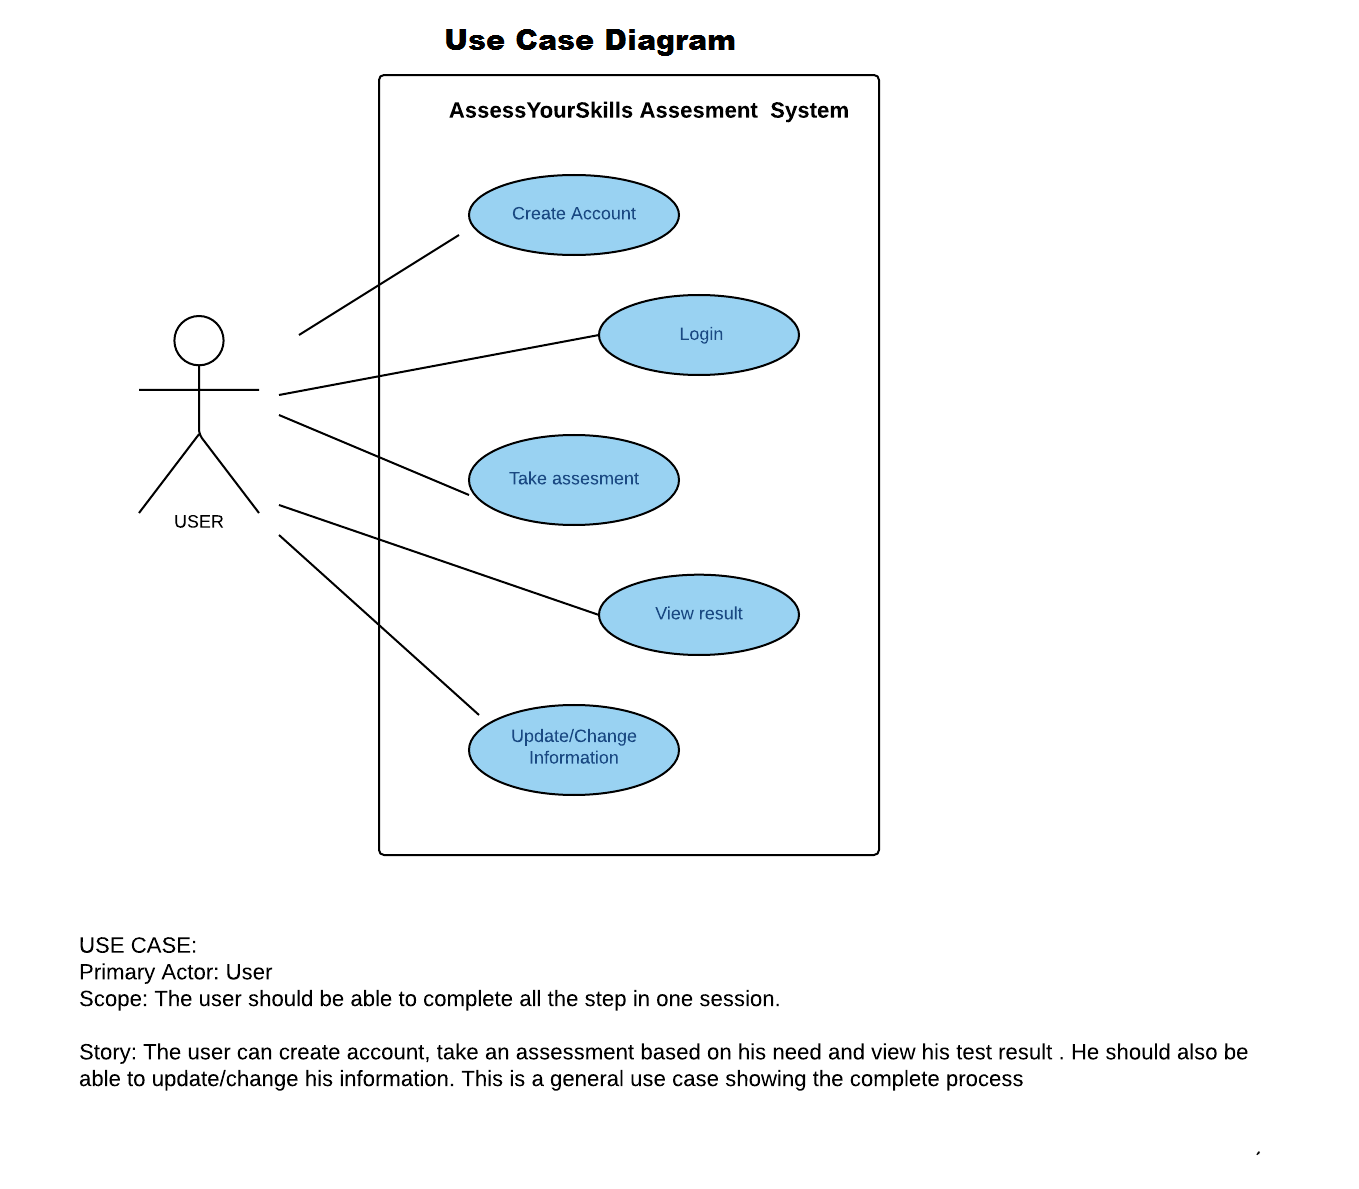 Use Case Diagram
AssessYourSkills Assesment System
Create Account
Login
Take assesment
USER
View result
Update/Change
Information
USE CASE:
Primary Actor: User
Scope: The user should be able to complete all the step in one session.
Story: The user can create account, take an assessment based on his need and view his test result . He should also be
able to update/change his information. This is a general use case showing the complete process